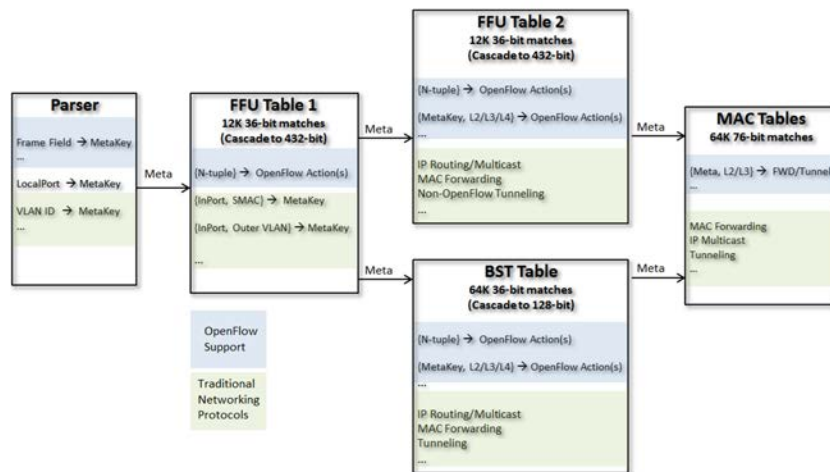 Parser
Frame Field → MetaKey
...
LocalPort → MetaKey
VLAN ID → MetaKey
...
Meta
FFU Table 1
12K 36-bit matches
(Cascade to 432-bit)
{N-tuple} → OpenFlow Action(s)
{InPort, SMAC} → MetaKey
{InPort, Outer VLAN} → MetaKey
...
Meta
Meta
FFU Table 2
12K 36-bit matches
(Cascade to 432-bit)
{N-tuple} → OpenFlow Action(s)
{MetaKey, L2/L3/L4} → OpenFlow Action(s)
...
IP Routing/Multicast
MAC Forwarding
Non-OpenFlow Tunneling
...
Meta
BST Table
64K 36-bit matches
(Cascade to 128-bit)
{N-tuple} → OpenFlow Action(s)
{MetaKey, L2/L3/L4} → OpenFlow Action(s)
...
IP Routing/Multicast
MAC Forwarding
Tunneling
...
Meta
MAC Tables
64K 76-bit matches
{Meta, L2/L3} → FWD/Tunnel
MAC Forwarding
IP Multicast
Tunneling
...
OpenFlow
Support
Traditional
Networking
Protocols